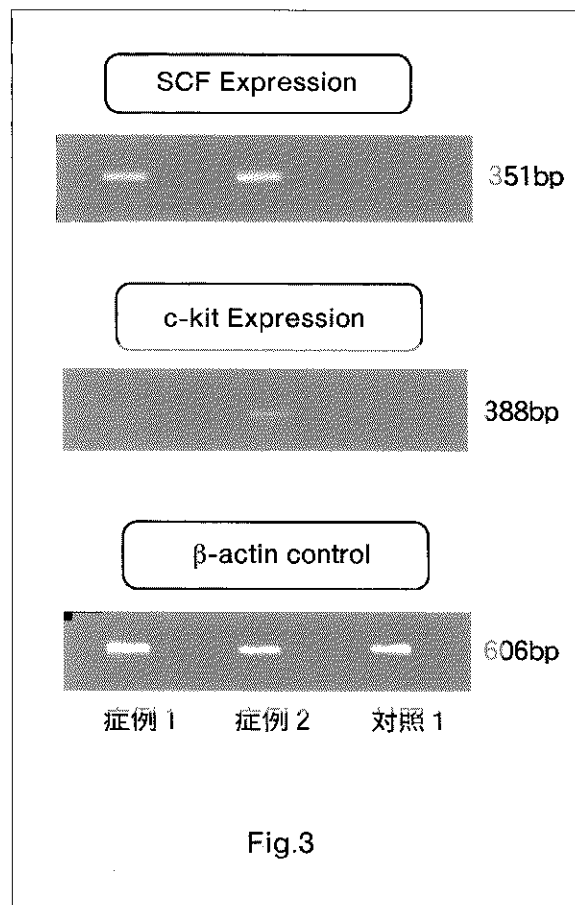 SCF Expression
351bp
c-kit Expression
388bp
β-actin control
606bp
症例 1 症例 2 対照 1
Fig.3